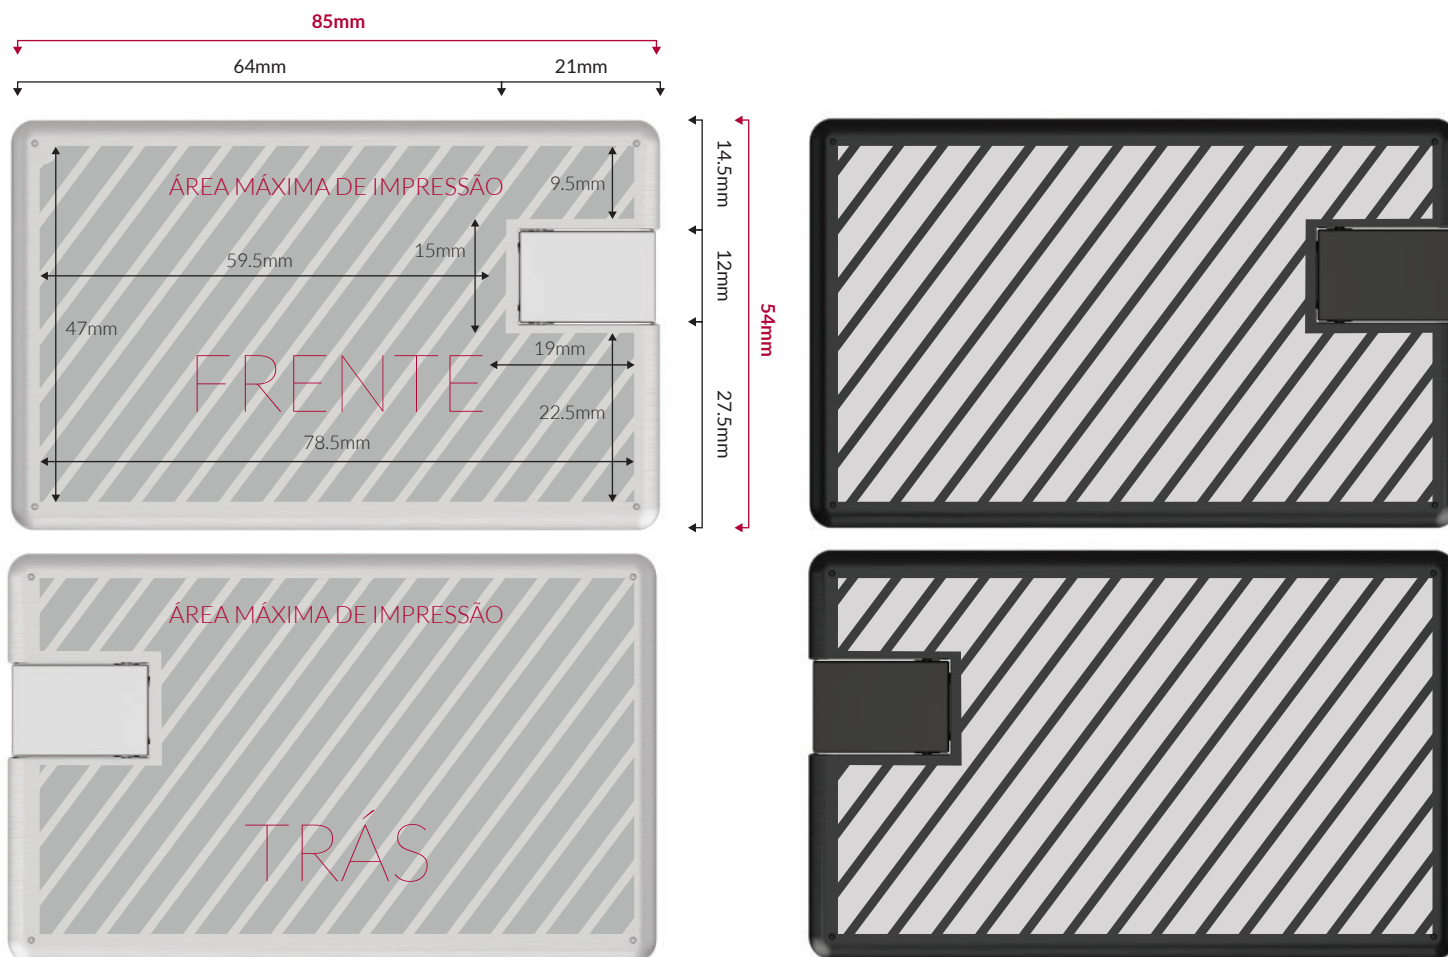 85mm
64mm
21mm
ÁREA MÁXIMA DE IMPRESSÃO
9.5mm
14.5mm
15mm
59.5mm
12mm
47mm
54mm
19mm
FRENTE
22.5mm
27.5mm
78.5mm
ÁREA MÁXIMA DE IMPRESSÃO
TRÁS